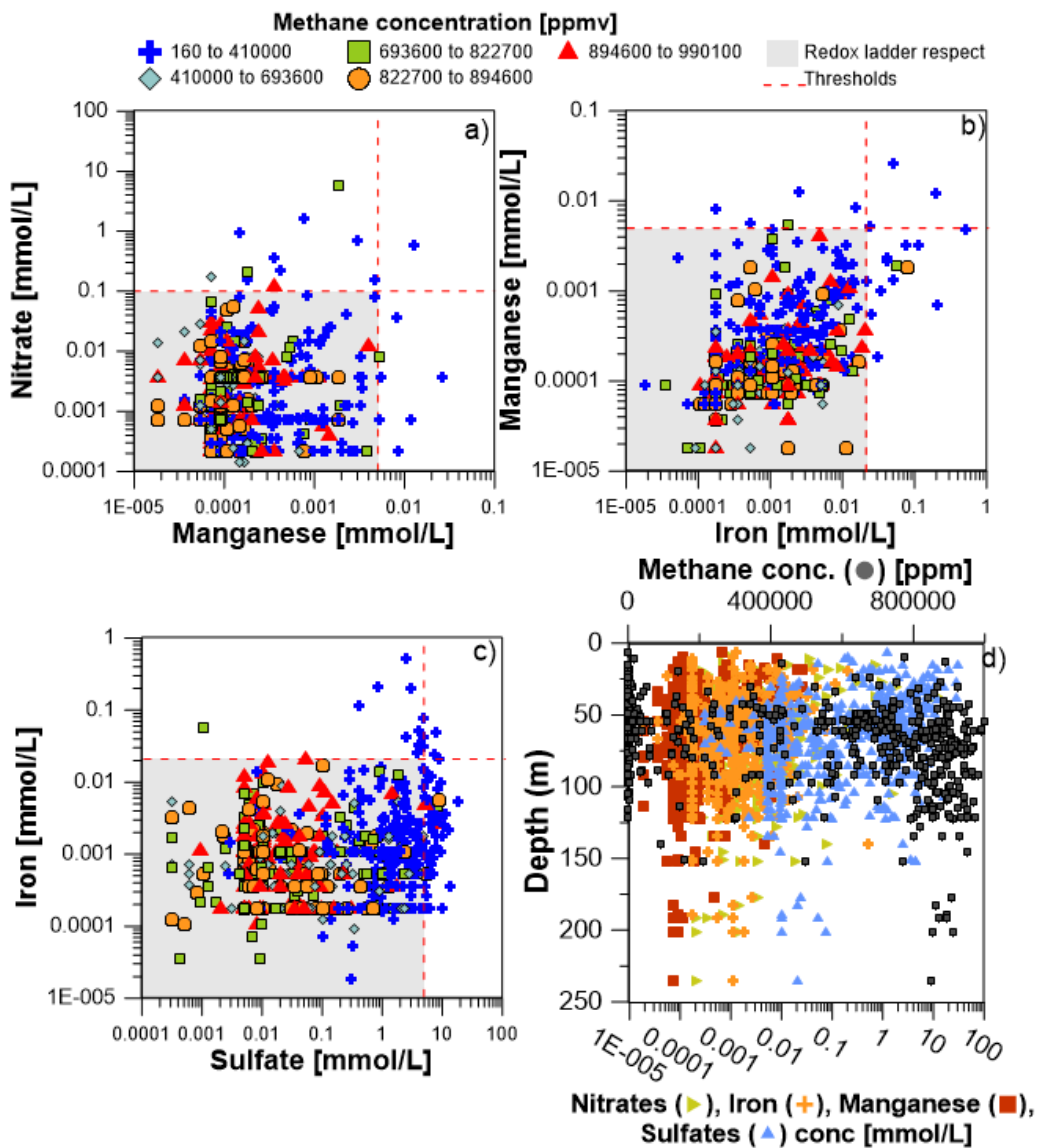 Methane concentration [ppmv]
160 to 410000 693600 to 822700 894600 to 990100 Redox ladder respect
410000 to 693600 822700 to 894600 Thresholds
a)
100
10
1
0.1
0.01
0.001
0.0001
Nitrate [mmol/L]
1E-005 0.0001 0.001 0.01 0.1
Manganese [mmol/L]
b)
0.1
0.01
0.001
0.0001
1E-005
Manganese [mmol/L]
0.0001 0.001 0.01 0.1 1
Iron [mmol/L]
c)
1
0.1
0.01
0.001
0.0001
1E-005
Iron [mmol/L]
0.0001 0.001 0.01 0.1 1 10 100
Sulfate [mmol/L]
Methane conc. (●) [ppm]
0 400000 800000
d)
0
50
100
150
200
250
Depth (m)
1E-005 0.0001 0.001 0.01 0.1 1 10 100
Nitrates (►), Iron (+), Manganese (■),
Sulfates (▲) conc [mmol/L]